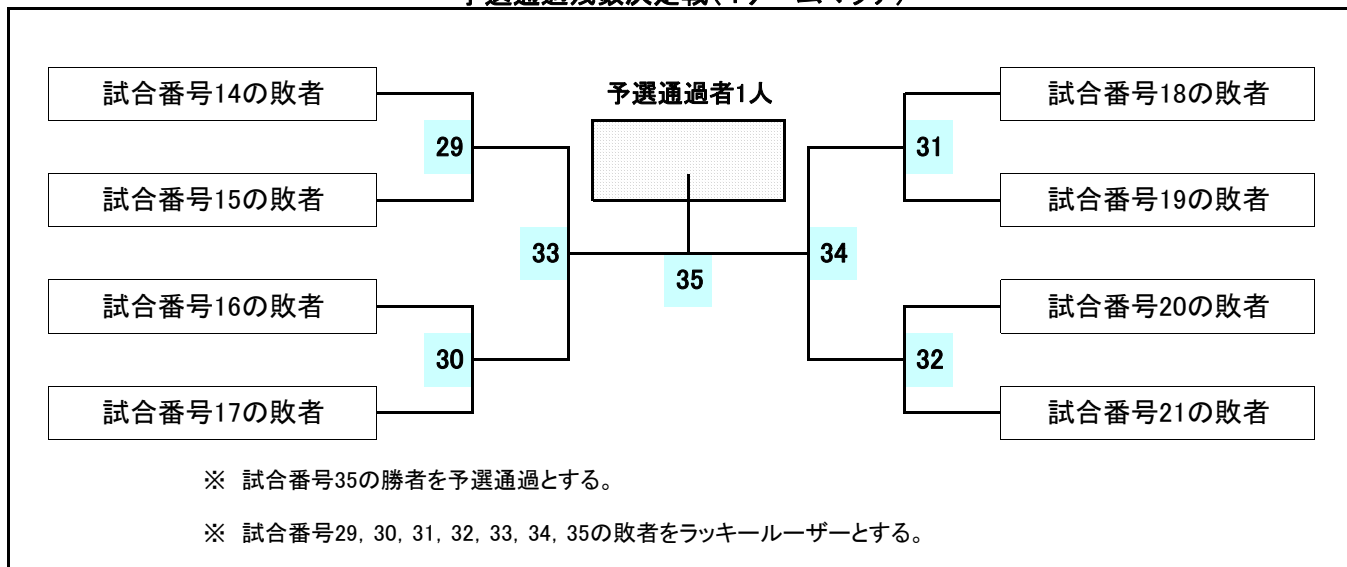 試合番号14の敗者
予選通過者1人
試合番号18の敗者
29
31
試合番号15の敗者
試合番号19の敗者
33
34
35
試合番号16の敗者
試合番号20の敗者
30
32
試合番号17の敗者
試合番号21の敗者
※ 試合番号35の勝者を予選通過とする。
※ 試合番号29, 30, 31, 32, 33, 34, 35の敗者をラッキールーザーとする。